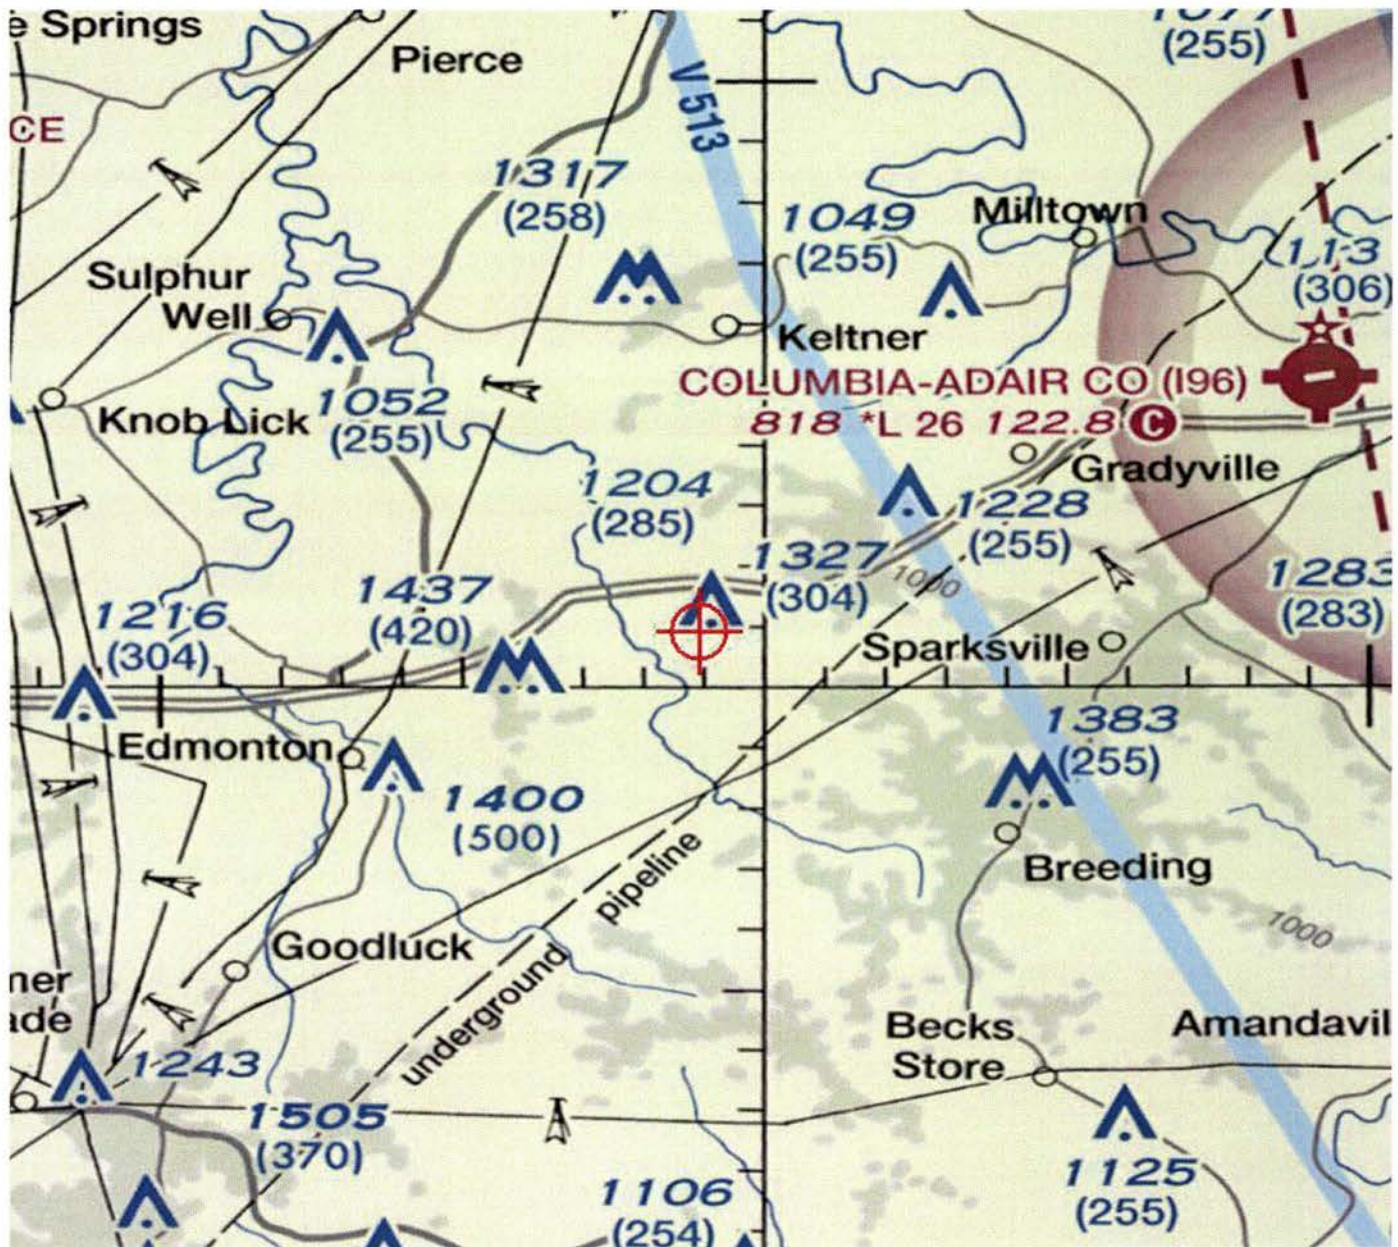 e Springs
Pierce
(255)
CE
V 513
1317
(258)
1049
(255)
Milltown
113
(306)
Sulphur
Well
Keltner
COLUMBIA-ADAIR CO (I96)
818 *L 26 122.8 C
Knob Lick
1052
(255)
Gradyville
1204
(285)
1228
(255)
1327
(304)
1000
1283
(283)
1437
(420)
1216
(304)
Sparksville
1383
(255)
Edmonton
1400
(500)
Breeding
pipeline
1000
Goodluck
underground
mer
ade
Becks
Store
Amandavil
1243
1505
(370)
1125
(255)
1106
(254)